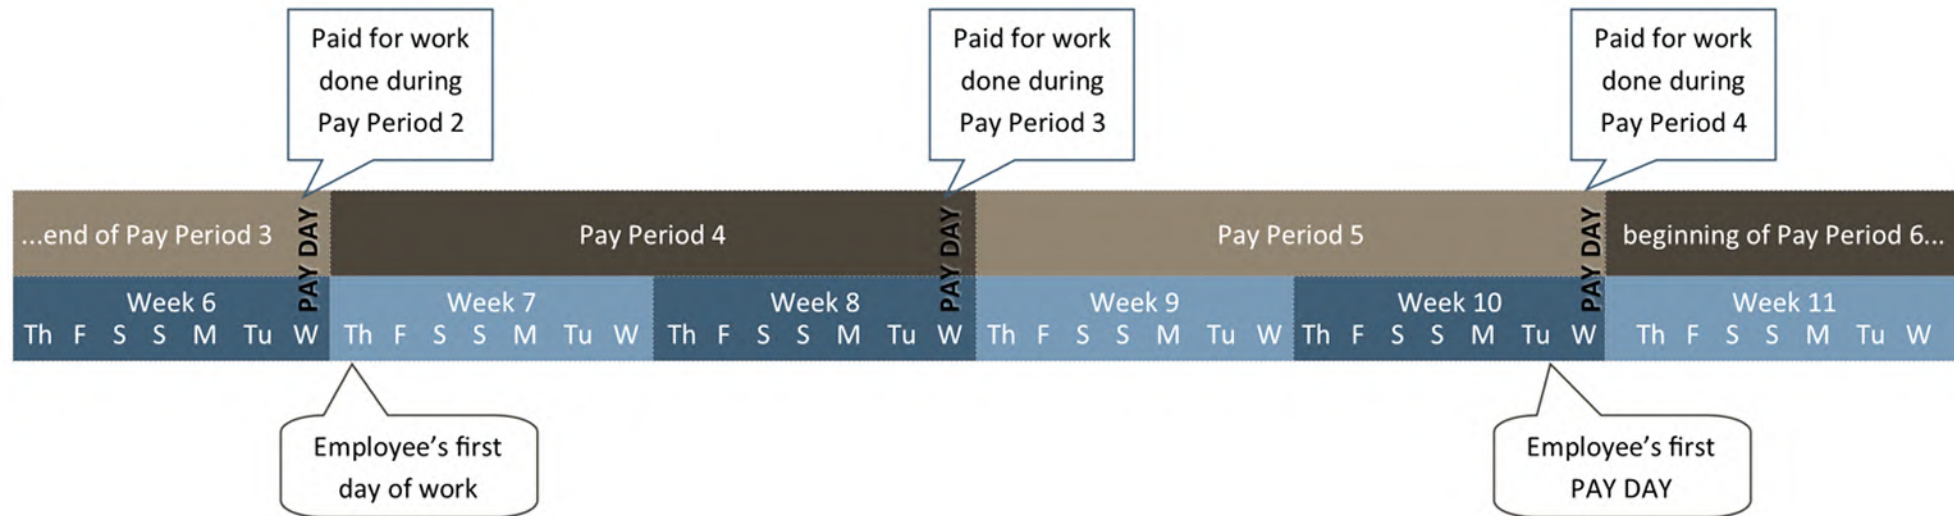 Paid for work
done during
Pay Period 2
Paid for work
done during
Pay Period 3
Paid for work
done during
Pay Period 4
...end of Pay Period 3
PAY DAY
Pay Period 4
PAY DAY
Pay Period 5
PAY DAY
beginning of Pay Period 6...
Week 6
Week 7
Week 8
Week 9
Week 10
Week 11
Th F S S M Tu W
Th F S S M Tu W
Th F S S M Tu W
Th F S S M Tu W
Th F S S M Tu W
Th F S S M Tu W
Employee’s first
day of work
Employee’s first
PAY DAY